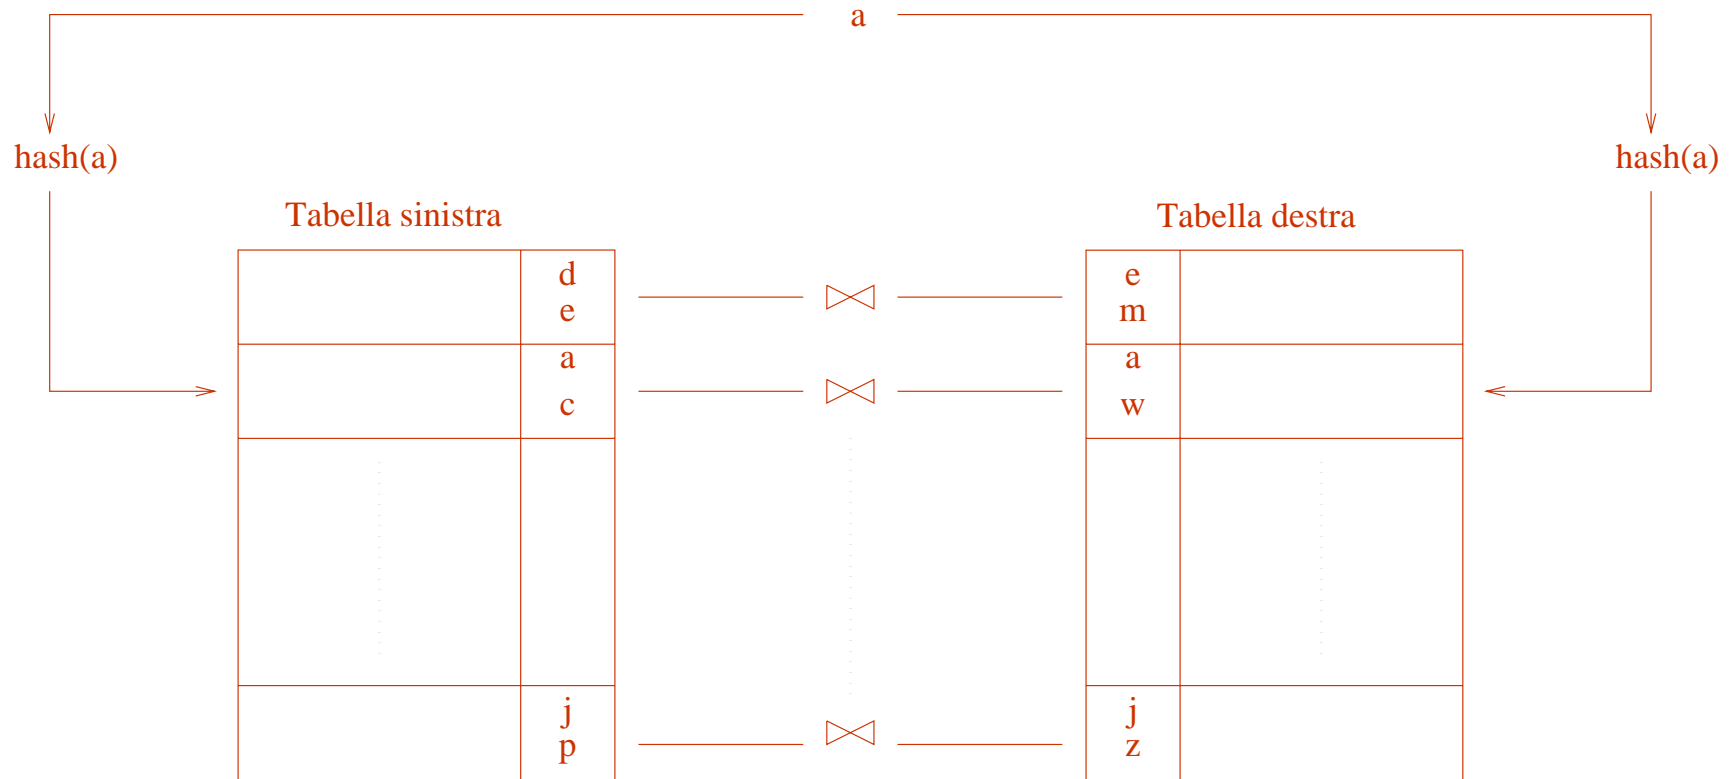 a
hash(a) hash(a)
Tabella sinistra Tabella destra
d e
e m
a a
c w
j j
p z